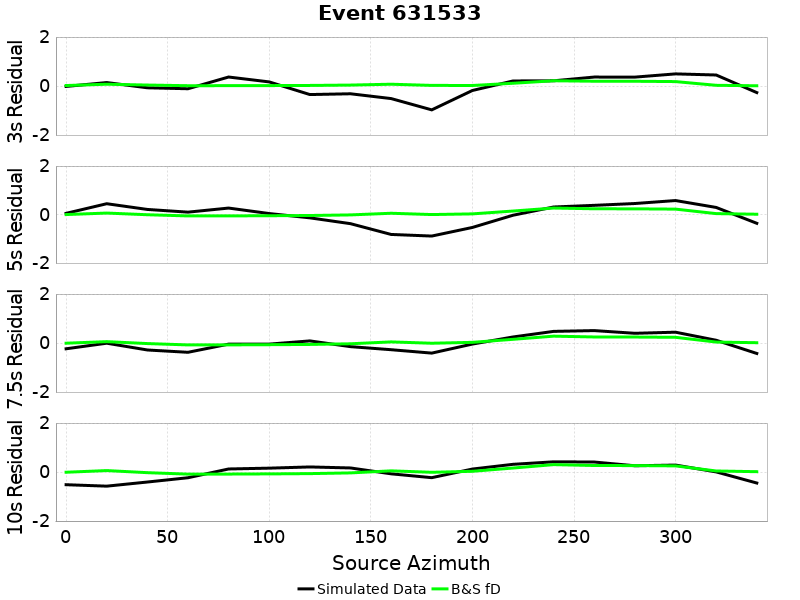 Event 631533
3s Residual
2
0
-2
5s Residual
2
0
-2
7.5s Residual
2
0
-2
10s Residual
2
0
-2
0 50 100 150 200 250 300
Source Azimuth
Simulated Data B&S fD